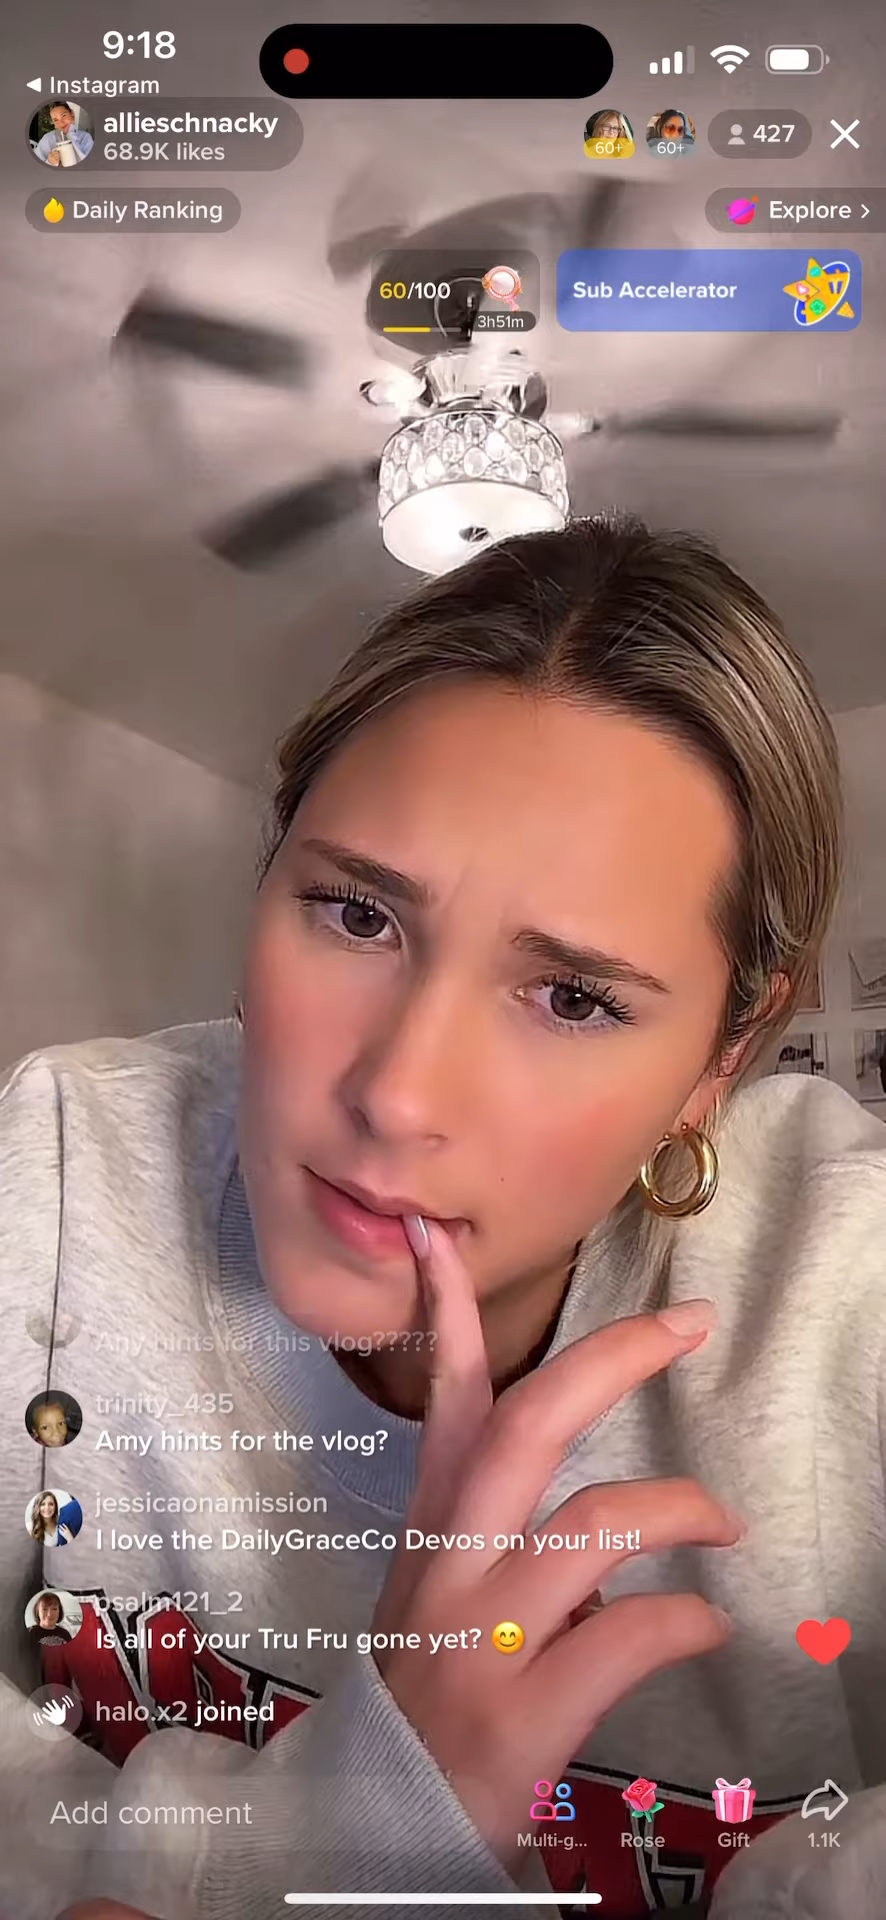 9:18
Instagram
allieschnacky
68.9K likes
60+
60+
427
Daily Ranking
Explore
60/100
3h51m
Sub Accelerator
Any hints for this vlog?????
trinity_435
Amy hints for the vlog?
jessicaonamission
I love the DailyGraceCo Devos on your list!
psalm121_2
Is all of your Tru Fru gone yet? 😊
halo.x2 joined
Add comment
Multi-g...
Rose
Gift
1.1K